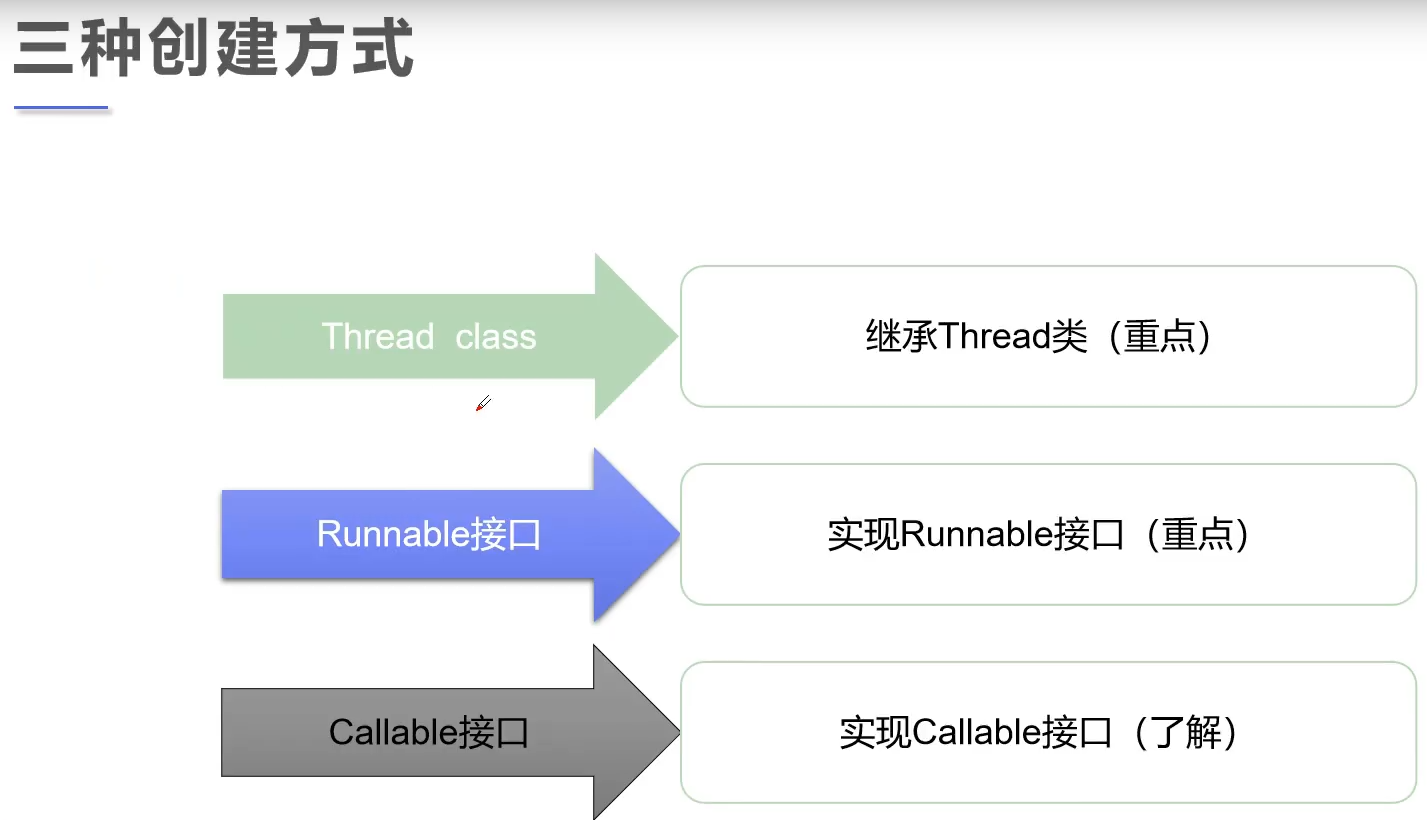 三种创建方式
Thread class
继承Thread类（重点）
Runnable接口
实现Runnable接口（重点）
Callable接口
实现Callable接口（了解）